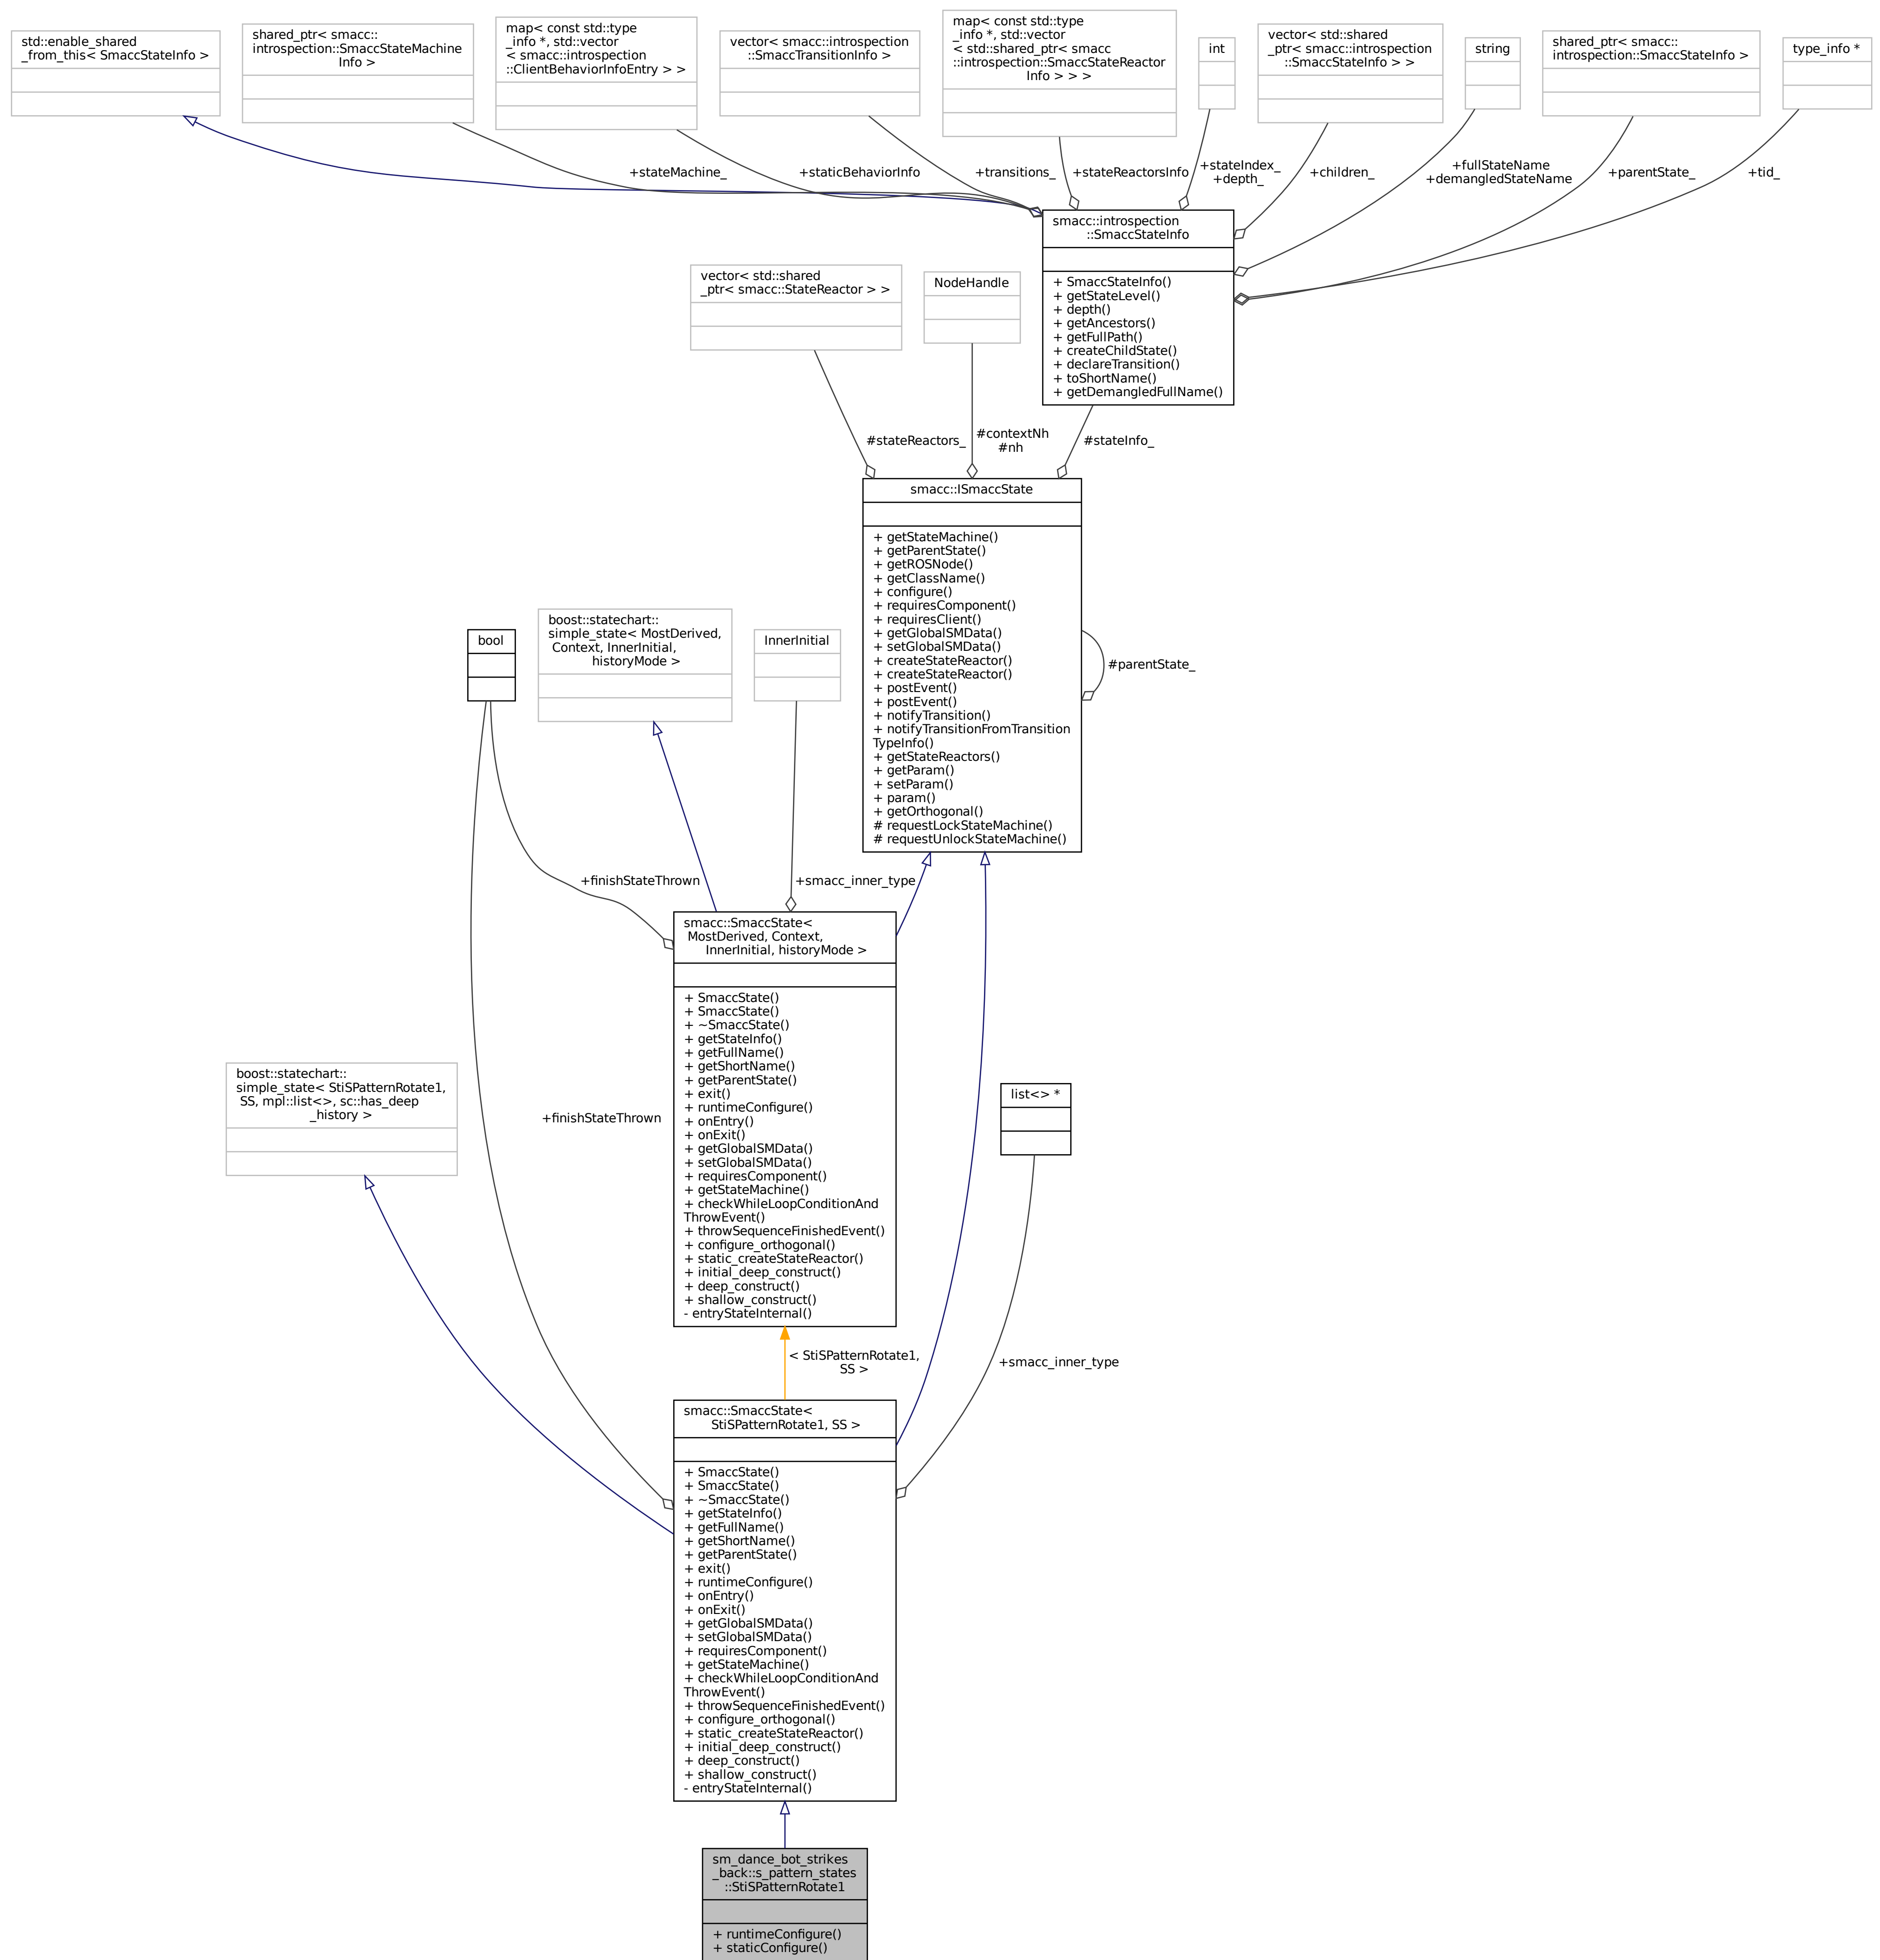 std::enable_shared
_from_this< SmaccStateInfo >
shared_ptr< smacc::
introspection::SmaccStateMachine
Info >
map< const std::type
_info *, std::vector
< smacc::introspection
::ClientBehaviorInfoEntry > >
vector< smacc::introspection
::SmaccTransitionInfo >
map< const std::type
_info *, std::vector
< std::shared_ptr< smacc
::introspection::SmaccStateReactor
Info > > >
int
vector< std::shared
_ptr< smacc::introspection
::SmaccStateInfo > >
string
shared_ptr< smacc::
introspection::SmaccStateInfo >
type_info *
+stateMachine_
+staticBehaviorInfo
+transitions_
+stateReactorsInfo
+stateIndex_
+depth_
+children_
+fullStateName
+demangledStateName
+parentState_
+tid_
smacc::introspection
::SmaccStateInfo
+ SmaccStateInfo()
+ getStateLevel()
+ depth()
+ getAncestors()
+ getFullPath()
+ createChildState()
+ declareTransition()
+ toShortName()
+ getDemangledFullName()
vector< std::shared
_ptr< smacc::StateReactor > >
NodeHandle
#stateReactors_
#contextNh
#nh
#stateInfo_
smacc::ISmaccState
+ getStateMachine()
+ getParentState()
+ getROSNode()
+ getClassName()
+ configure()
+ requiresComponent()
+ requiresClient()
+ getGlobalSMData()
+ setGlobalSMData()
+ createStateReactor()
+ createStateReactor()
+ postEvent()
+ postEvent()
+ notifyTransition()
+ notifyTransitionFromTransition
TypeInfo()
+ getStateReactors()
+ getParam()
+ setParam()
+ param()
+ getOrthogonal()
# requestLockStateMachine()
# requestUnlockStateMachine()
#parentState_
bool
boost::statechart::
simple_state< MostDerived,
Context, InnerInitial,
historyMode >
InnerInitial
+finishStateThrown
+smacc_inner_type
smacc::SmaccState<
MostDerived, Context,
InnerInitial, historyMode >
+ SmaccState()
+ SmaccState()
+ ~SmaccState()
+ getStateInfo()
+ getFullName()
+ getShortName()
+ getParentState()
+ exit()
+ runtimeConfigure()
+ onEntry()
+ onExit()
+ getGlobalSMData()
+ setGlobalSMData()
+ requiresComponent()
+ getStateMachine()
+ checkWhileLoopConditionAnd
ThrowEvent()
+ throwSequenceFinishedEvent()
+ configure_orthogonal()
+ static_createStateReactor()
+ initial_deep_construct()
+ deep_construct()
+ shallow_construct()
- entryStateInternal()
boost::statechart::
simple_state< StiSPatternRotate1,
SS, mpl::list<>, sc::has_deep
_history >
+finishStateThrown
list<> *
< StiSPatternRotate1,
SS >
+smacc_inner_type
smacc::SmaccState<
StiSPatternRotate1, SS >
+ SmaccState()
+ SmaccState()
+ ~SmaccState()
+ getStateInfo()
+ getFullName()
+ getShortName()
+ getParentState()
+ exit()
+ runtimeConfigure()
+ onEntry()
+ onExit()
+ getGlobalSMData()
+ setGlobalSMData()
+ requiresComponent()
+ getStateMachine()
+ checkWhileLoopConditionAnd
ThrowEvent()
+ throwSequenceFinishedEvent()
+ configure_orthogonal()
+ static_createStateReactor()
+ initial_deep_construct()
+ deep_construct()
+ shallow_construct()
- entryStateInternal()
sm_dance_bot_strikes
_back::s_pattern_states
::StiSPatternRotate1
+ runtimeConfigure()
+ staticConfigure()